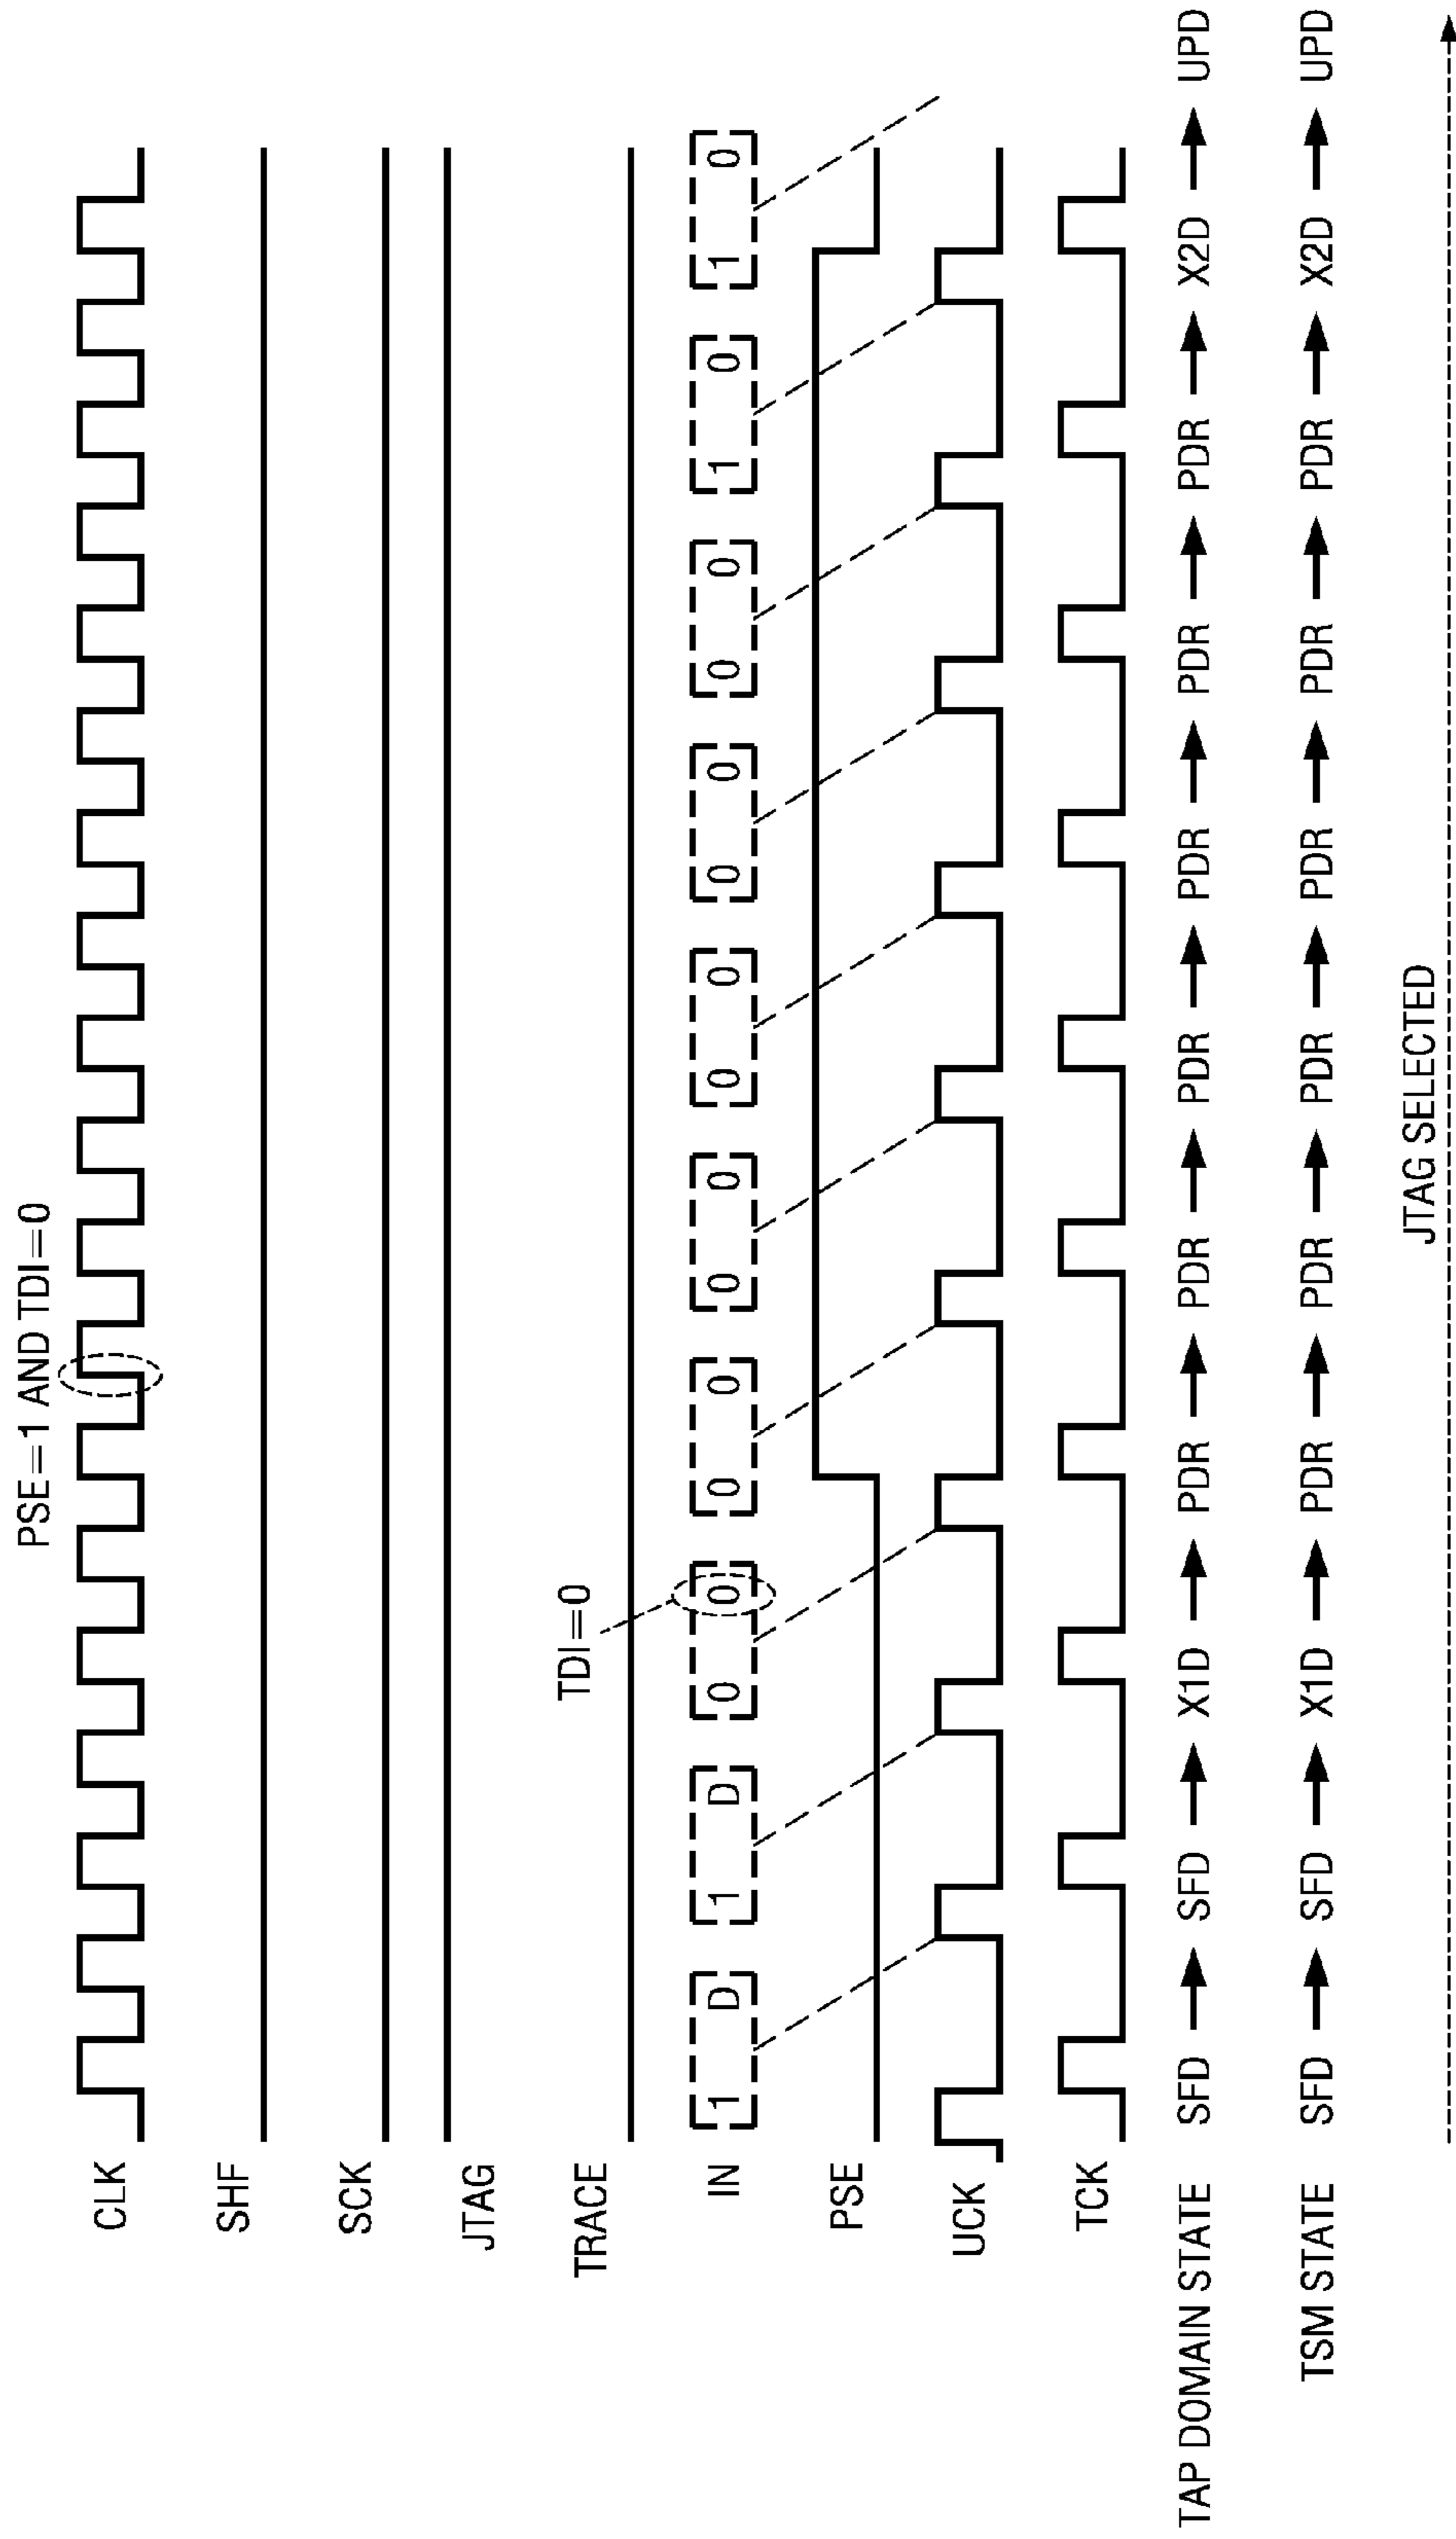 PSE=1 AND TDI=0
CLK
SHF
SCK
JTAG
TRACE
TDI=0
IN 1 D 1 D 0 0 0 0 0 0 0 0 0 0 0 0 1 0 1 0
PSE
UCK
TCK
TAP DOMAIN STATE SFD → SFD → X1D → PDR → PDR → PDR → PDR → PDR → PDR → X2D → UPD
TSM STATE SFD → SFD → X1D → PDR → PDR → PDR → PDR → PDR → PDR → X2D → UPD
JTAG SELECTED